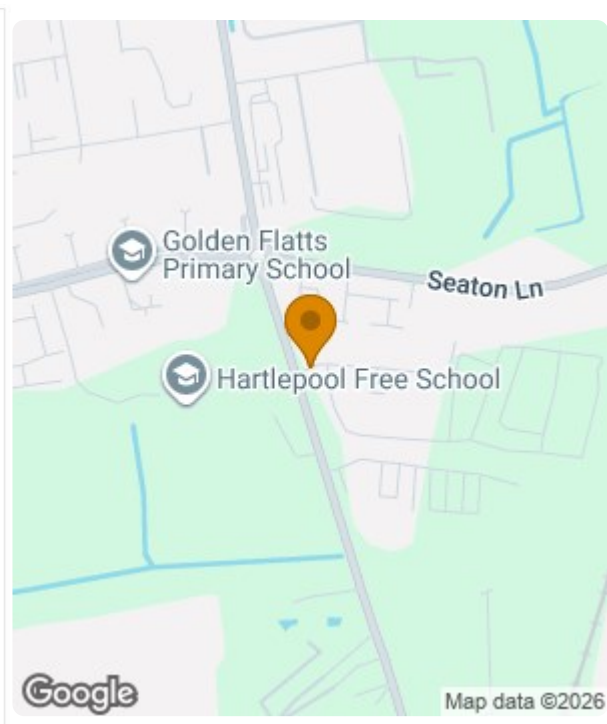 Golden Flatts
Primary School
Seaton Ln
Hartlepool Free School
Google
Map data ©2026